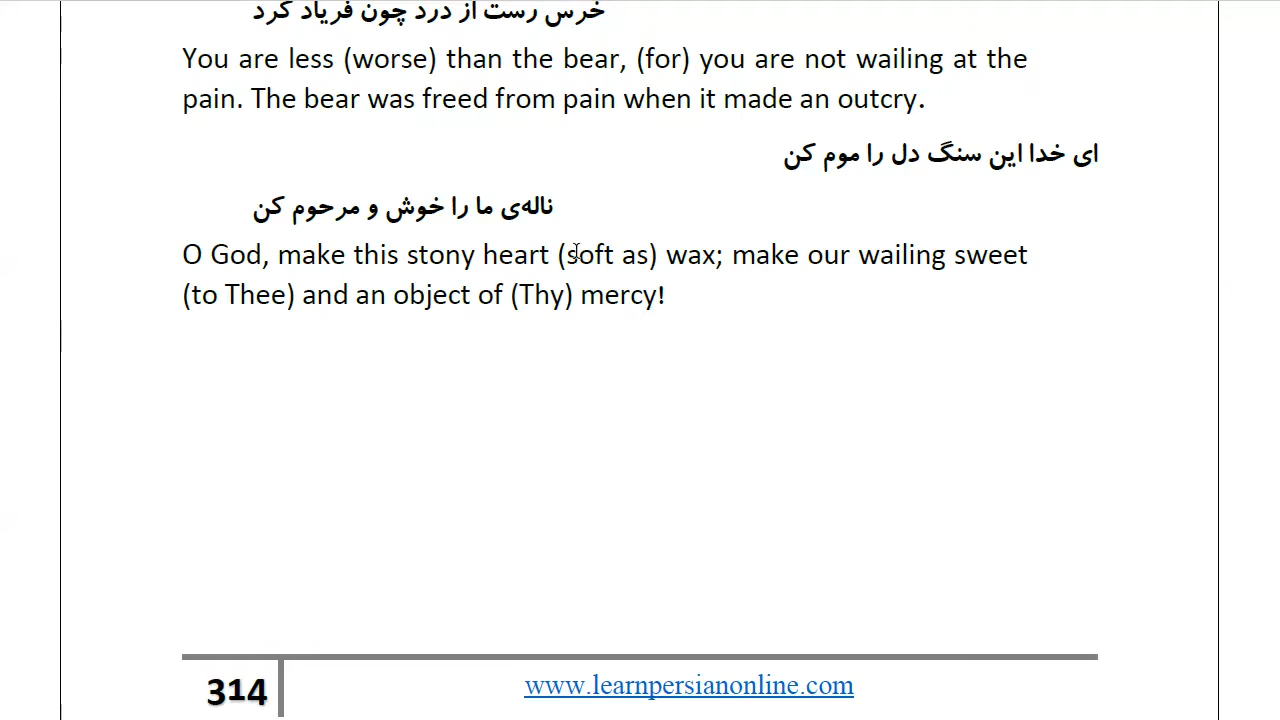 خرس رست از درد چون فریاد کرد
You are less (worse) than the bear, (for) you are not wailing at the
pain. The bear was freed from pain when it made an outcry.
ای خدا این سنگ دل را موم کن
ناله‌ی ما را خوش و مرحوم کن
O God, make this stony heart (soft as) wax; make our wailing sweet
(to Thee) and an object of (Thy) mercy!
314
www.learnpersianonline.com